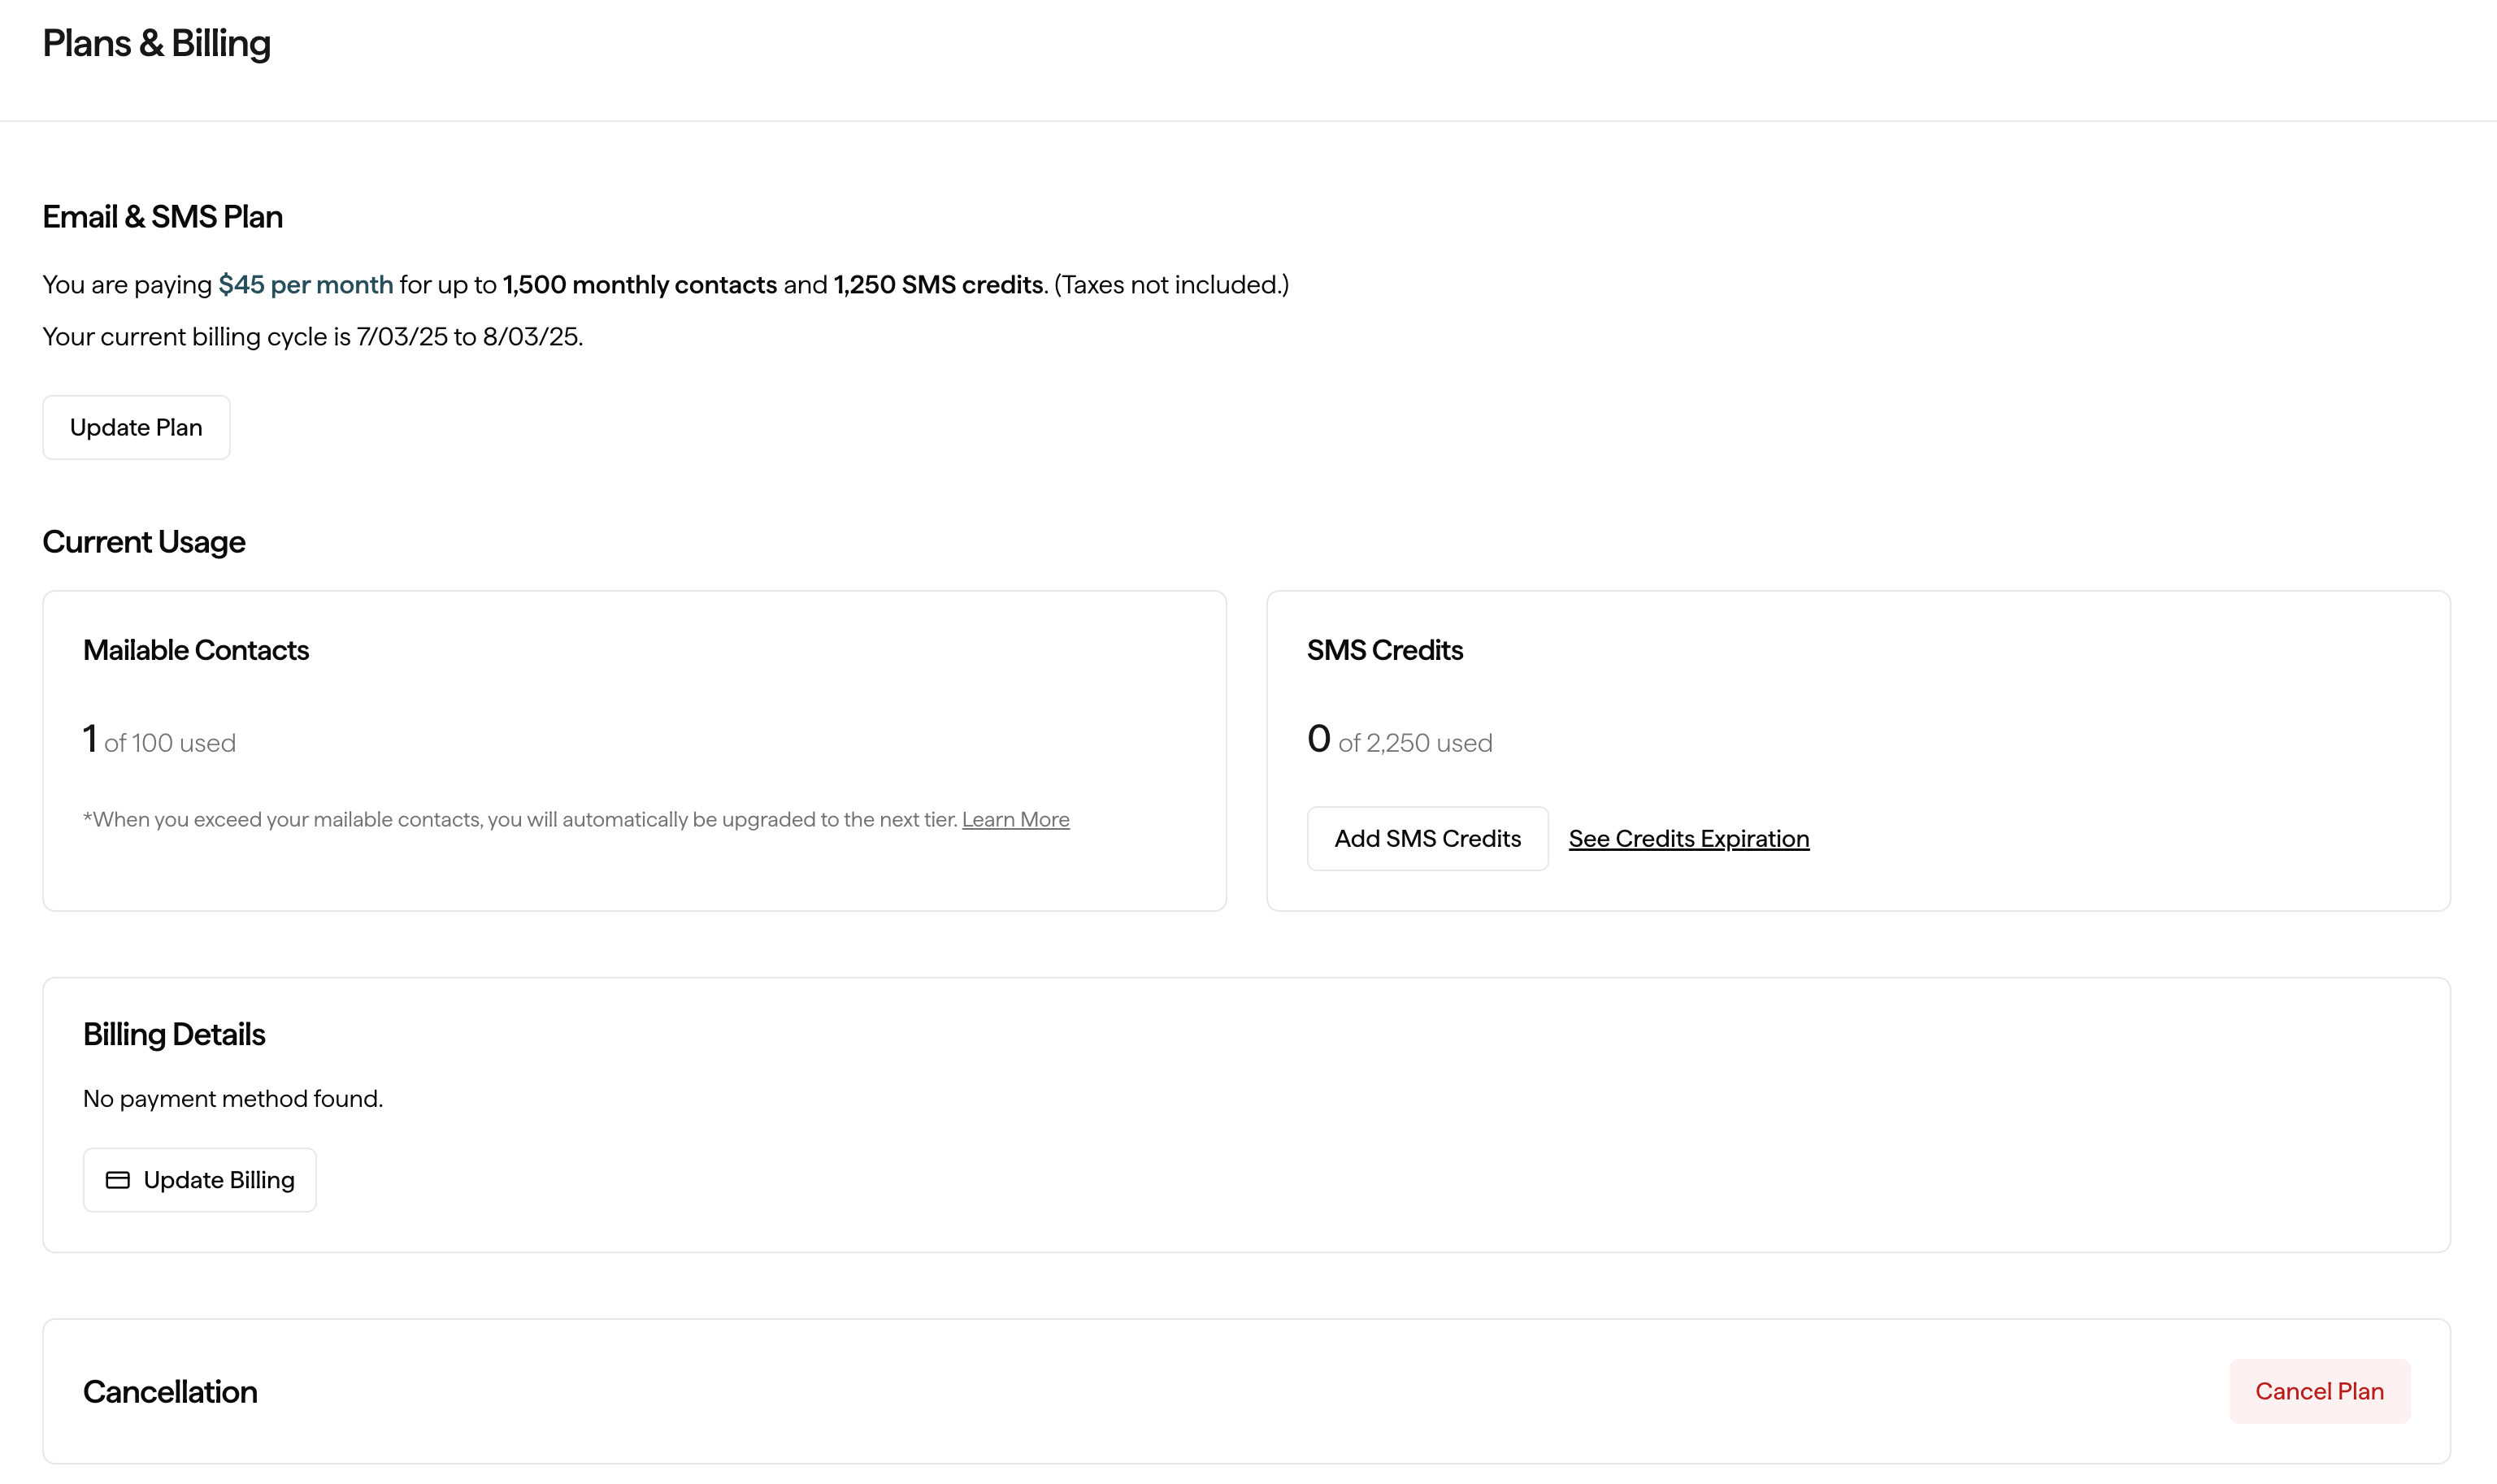 Plans & Billing
Email & SMS Plan
You are paying $45 per month for up to 1,500 monthly contacts and 1,250 SMS credits. (Taxes not included.)
Your current billing cycle is 7/03/25 to 8/03/25.
Update Plan
Current Usage
Mailable Contacts
1 of 100 used
*When you exceed your mailable contacts, you will automatically be upgraded to the next tier. Learn More
SMS Credits
0 of 2,250 used
Add SMS Credits
See Credits Expiration
Billing Details
No payment method found.
Update Billing
Cancellation
Cancel Plan